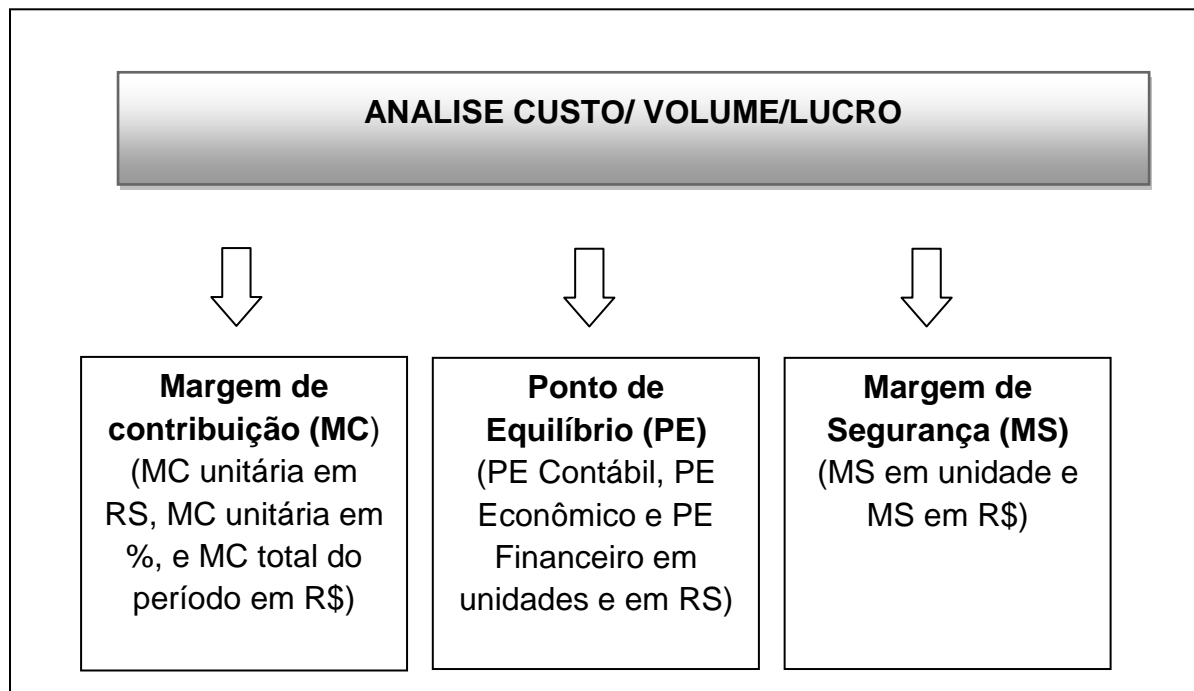 ANALISE CUSTO/ VOLUME/LUCRO
Margem de
contribuição (MC)
(MC unitária em
RS, MC unitária em
%, e MC total do
período em R$)
Ponto de
Equilíbrio (PE)
(PE Contábil, PE
Econômico e PE
Financeiro em
unidades e em RS)
Margem de
Segurança (MS)
(MS em unidade e
MS em R$)